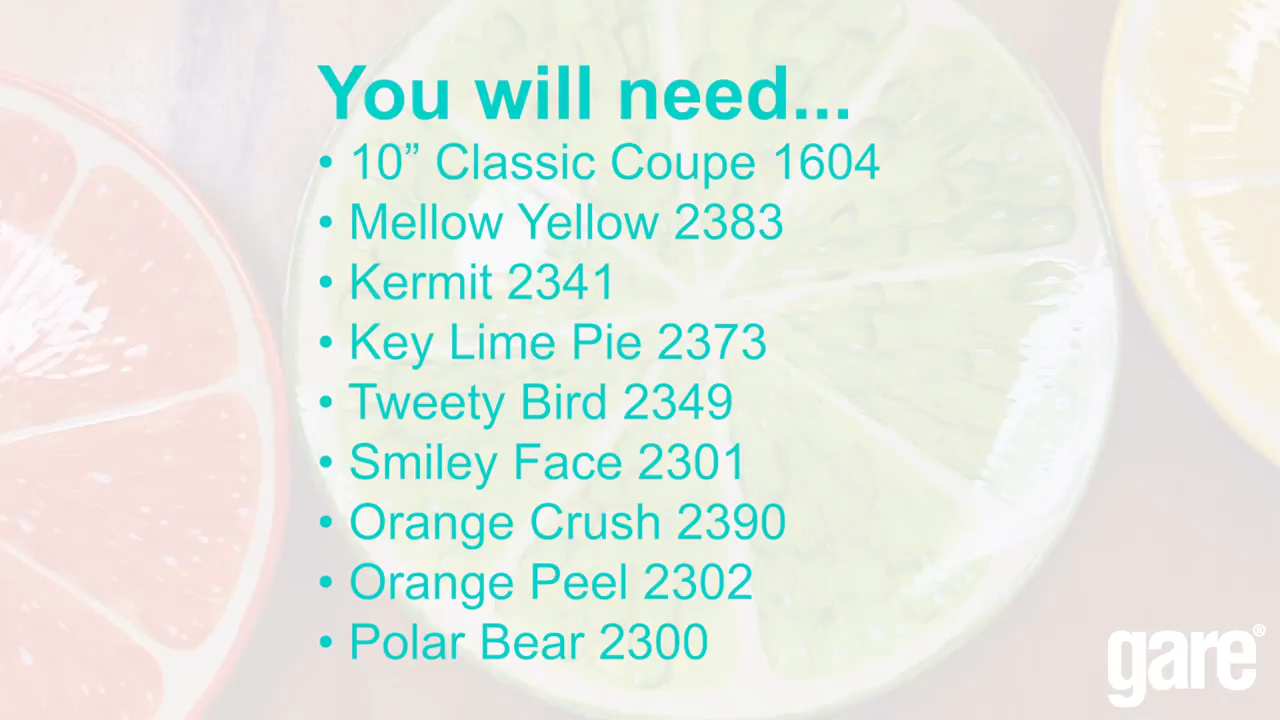 You will need...
• 10” Classic Coupe 1604
• Mellow Yellow 2383
• Kermit 2341
• Key Lime Pie 2373
• Tweety Bird 2349
• Smiley Face 2301
• Orange Crush 2390
• Orange Peel 2302
• Polar Bear 2300
gare®